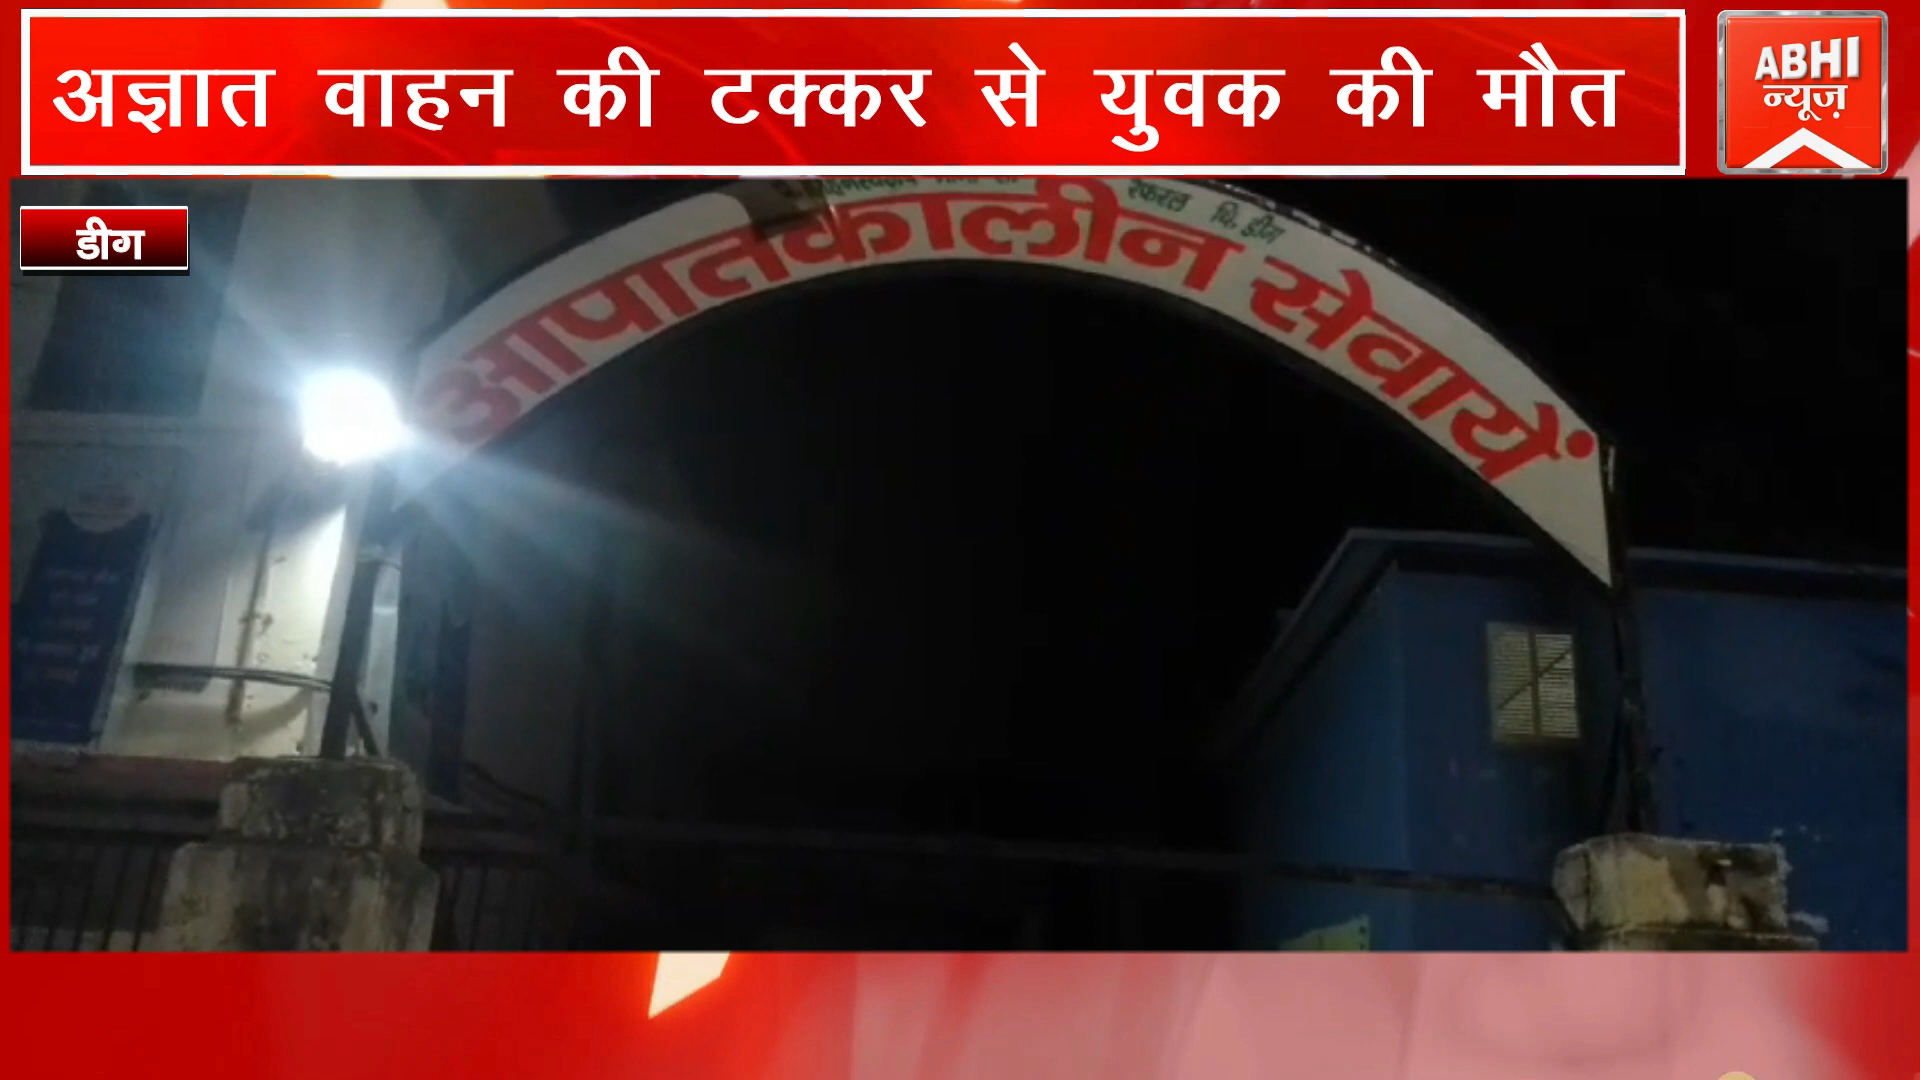 अज्ञात वाहन की टक्कर से युवक की मौत
ABHI
न्यूज़
डीग
रेफरल चि. डीग
आपातकालीन सेवायें